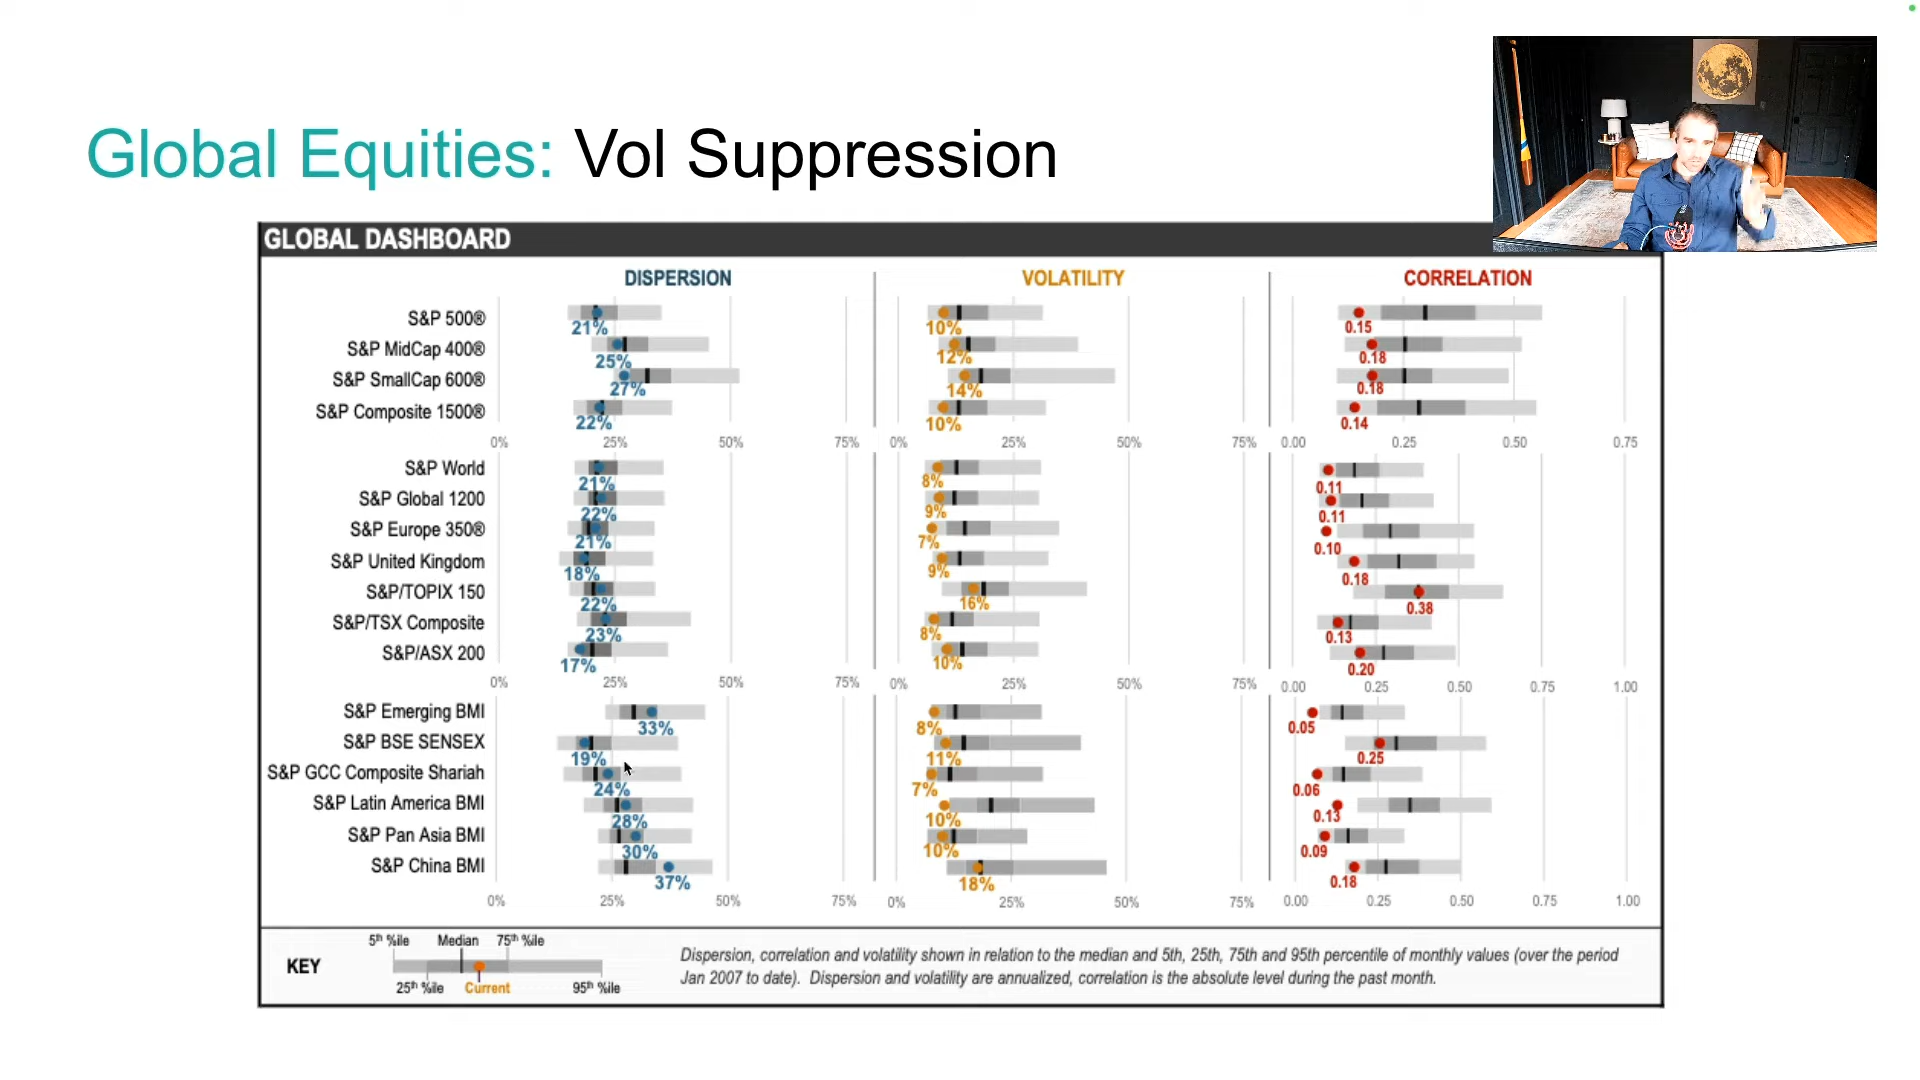 Global Equities: Vol Suppression
GLOBAL DASHBOARD
DISPERSION VOLATILITY CORRELATION
S&P 500® 21% 10% 0.15
S&P MidCap 400® 25% 12% 0.18
S&P SmallCap 600® 27% 14% 0.18
S&P Composite 1500® 22% 10% 0.14
0% 25% 50% 75% 0% 25% 50% 75% 0.00 0.25 0.50 0.75
S&P World 21% 8% 0.11
S&P Global 1200 22% 9% 0.11
S&P Europe 350® 21% 7% 0.10
S&P United Kingdom 18% 9% 0.18
S&P/TOPIX 150 22% 16% 0.38
S&P/TSX Composite 23% 8% 0.13
S&P/ASX 200 17% 10% 0.20
0% 25% 50% 75% 0% 25% 50% 75% 0.00 0.25 0.50 0.75 1.00
S&P Emerging BMI 33% 8% 0.05
S&P BSE SENSEX 19% 11% 0.25
S&P GCC Composite Shariah 24% 7% 0.06
S&P Latin America BMI 28% 10% 0.13
S&P Pan Asia BMI 30% 10% 0.09
S&P China BMI 37% 18% 0.18
0% 25% 50% 75% 0% 25% 50% 75% 0.00 0.25 0.50 0.75 1.00
5th %ile Median 75th %ile
KEY
25th %ile Current 95th %ile
Dispersion, correlation and volatility shown in relation to the median and 5th, 25th, 75th and 95th percentile of monthly values (over the period
Jan 2007 to date). Dispersion and volatility are annualized, correlation is the absolute level during the past month.